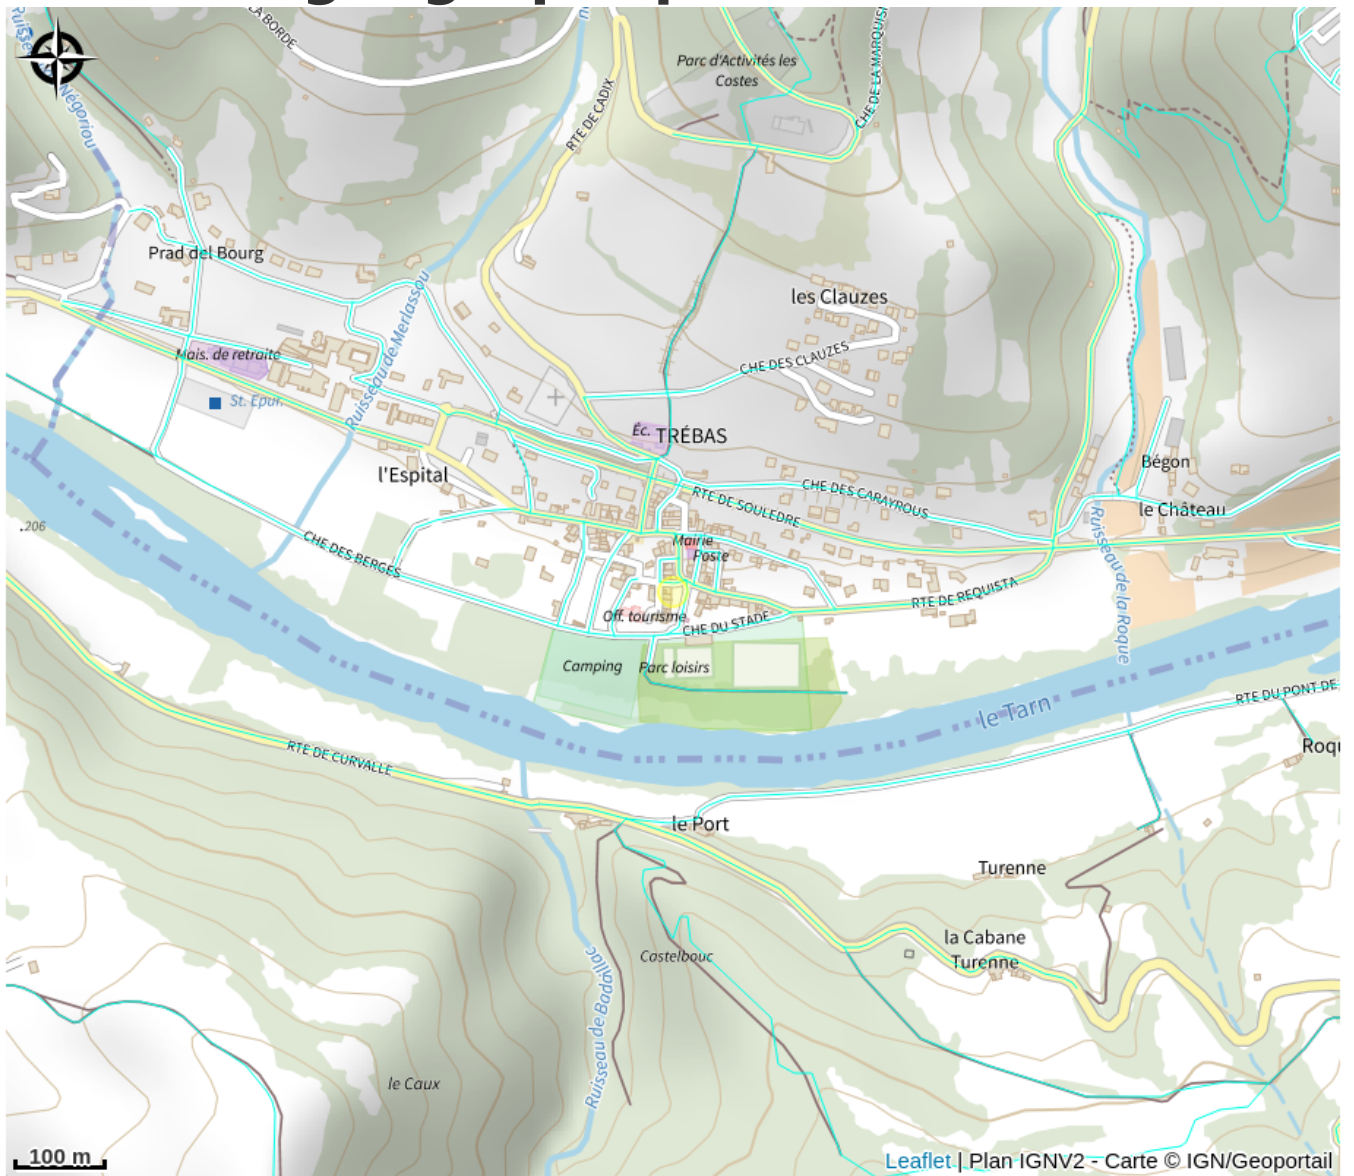 LA BORDE
Parc d'Activités les
Costes
CHE DE LA MARQUIS
RTE DE CADIX
Négoriou
Prad del Bourg
Ruisseau de Merlassou
les Clauzes
CHE DES CLAUZES
Mais. de retraite
St. Epur.
Éc.
TRÉBAS
l'Espital
Bégon
le Château
CHE DES CARAYROUS
RTE DE SOULEDRE
.206
CHE DES BERGES
Mairie
Poste
Ruisseau de la Roque
RTE DE REQUISTA
Off. tourisme
CHE DU STADE
Camping
Parc loisirs
le Tarn
RTE DU PONT DE
RTE DE CURVALLE
Roqu
le Port
Turenne
la Cabane
Turenne
Castelbouc
Ruisseau de Badaillac
le Caux
100 m
Leaflet | Plan IGNV2 - Carte © IGN/Geoportail